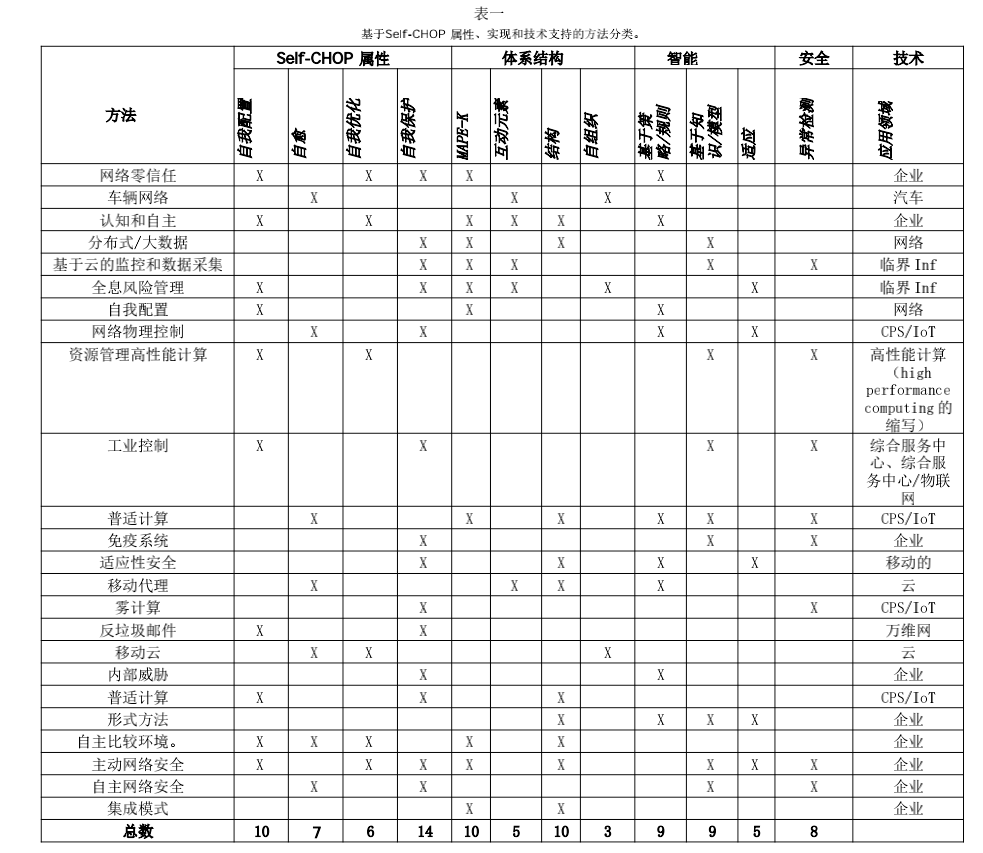 表一
基于Self-CHOP 属性、实现和技术支持的方法分类。
方法 Self-CHOP 属性 体系结构 智能 安全 技术
自我配置 自愈 自我优化 自我保护 MAPE-K 互动元素 结构 自组织 基于策略/规则 基于知识/模型 适应 异常检测 应用领域
网络零信任 X X X X X 企业
车辆网络 X X X 汽车
认知和自主 X X X X X X 企业
分布式/大数据 X X X X 网络
基于云的监控和数据采集 X X X X X 临界 Inf
全息风险管理 X X X X X X 临界 Inf
自我配置 X X X 网络
网络物理控制 X X X X CPS/IoT
资源管理高性能计算 X X X X 高性能计算
（high
performance
computing 的
缩写）
工业控制 X X X X 综合服务中
心、综合服
务中心/物联
网
普适计算 X X X X X X CPS/IoT
免疫系统 X X X 企业
适应性安全 X X X X 移动的
移动代理 X X X X 云
雾计算 X X CPS/IoT
反垃圾邮件 X X 万维网
移动云 X X X 云
内部威胁 X X 企业
普适计算 X X X CPS/IoT
形式方法 X X X X 企业
自主比较环境。 X X X X X 企业
主动网络安全 X X X X X X X X 企业
自主网络安全 X X X X 企业
集成模式 X X 企业
总数 10 7 6 14 10 5 10 3 9 9 5 8